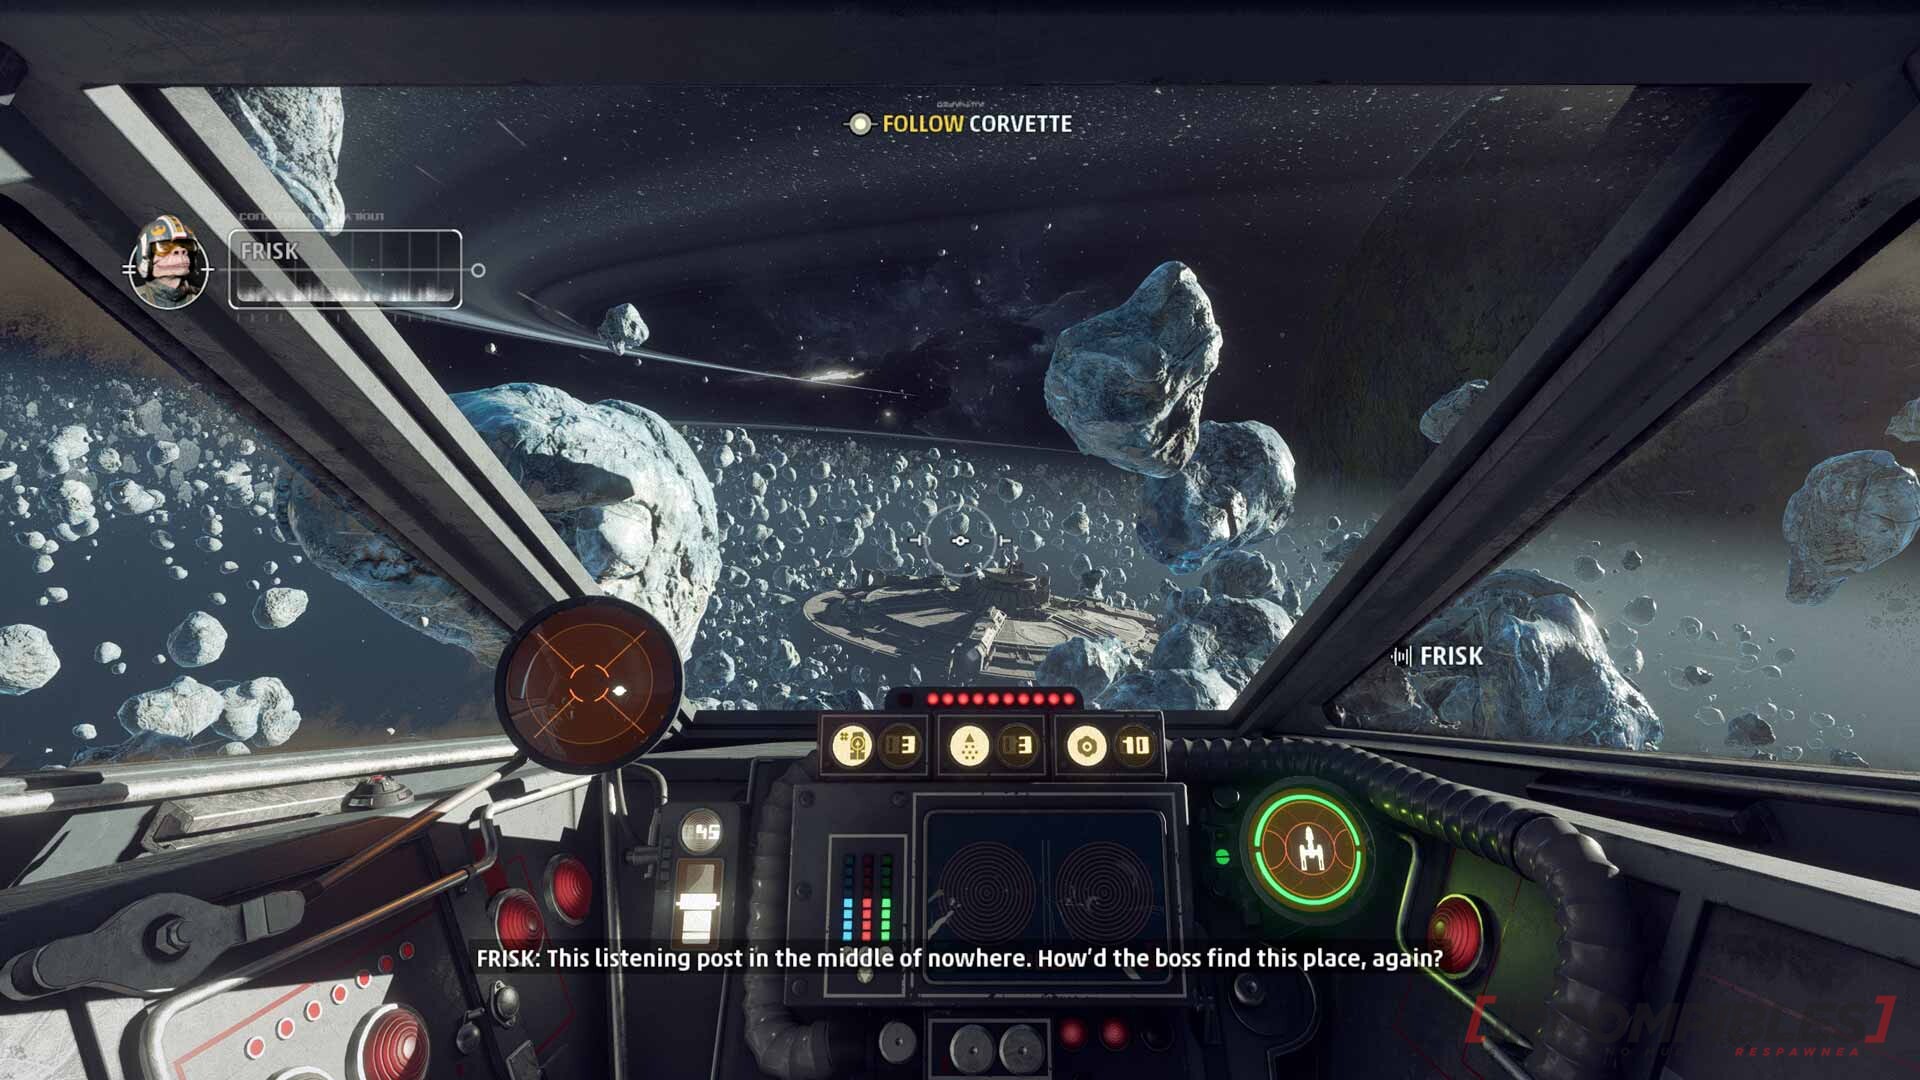 FOLLOW CORVETTE
FRISK
FRISK
03
03
10
45
FRISK: This listening post in the middle of nowhere. How'd the boss find this place, again?
RESPAWNEA